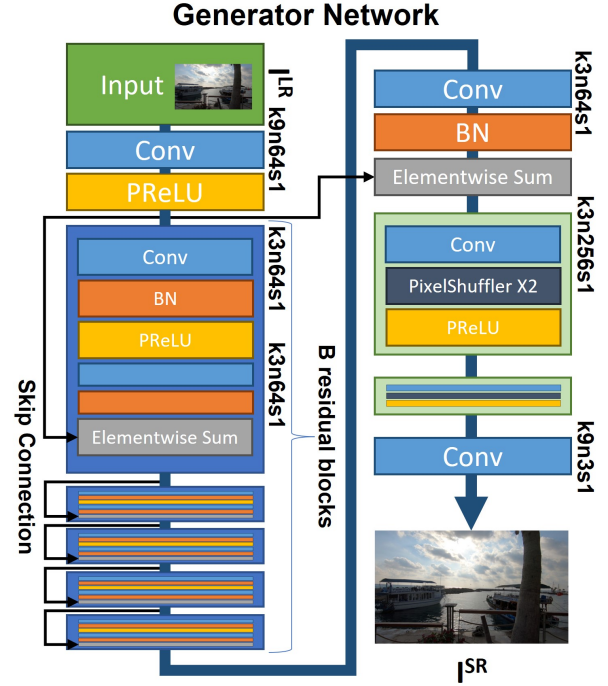 Generator Network
Input
I^LR
k9n64s1
Conv
PReLU
k3n64s1
Conv
BN
PReLU
k3n64s1
Elementwise Sum
Skip Connection
B residual blocks
k3n64s1
Conv
BN
Elementwise Sum
k3n256s1
Conv
PixelShuffler X2
PReLU
k9n3s1
Conv
I^SR